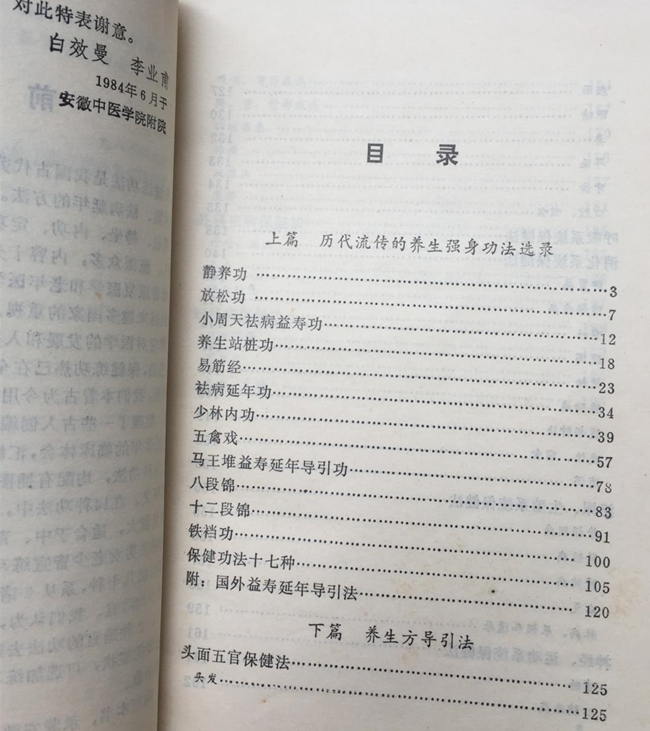 对此特表谢意。
白效曼 李业甫
1984年6月于
安徽中医学院附院
前
目 录
上篇 历代流传的养生强身功法选录
静养功……3
放松功……7
小周天祛病益寿功……12
养生站桩功……18
易筋经……23
祛病延年功……34
少林内功……39
五禽戏……57
马王堆益寿延年导引功……78
八段锦……83
十二段锦……91
铁裆功……100
保健功法十七种……105
附：国外益寿延年导引法……120
下篇 养生方导引法
头面五官保健法……125
头发……125